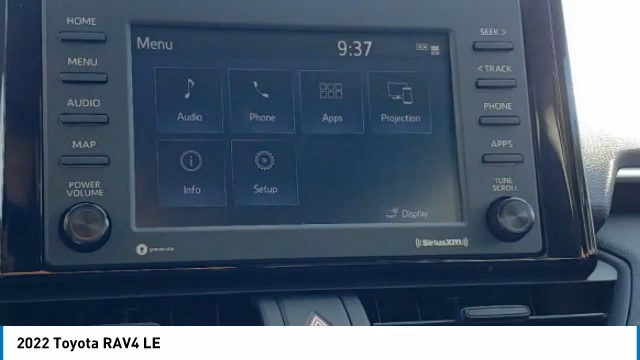 HOME
MENU
AUDIO
MAP
POWER
VOLUME
Menu
9:37
Audio
Phone
Apps
Projection
Info
Setup
Display
SEEK >
< TRACK
PHONE
APPS
TUNE
SCROLL
SiriusXM
2022 Toyota RAV4 LE